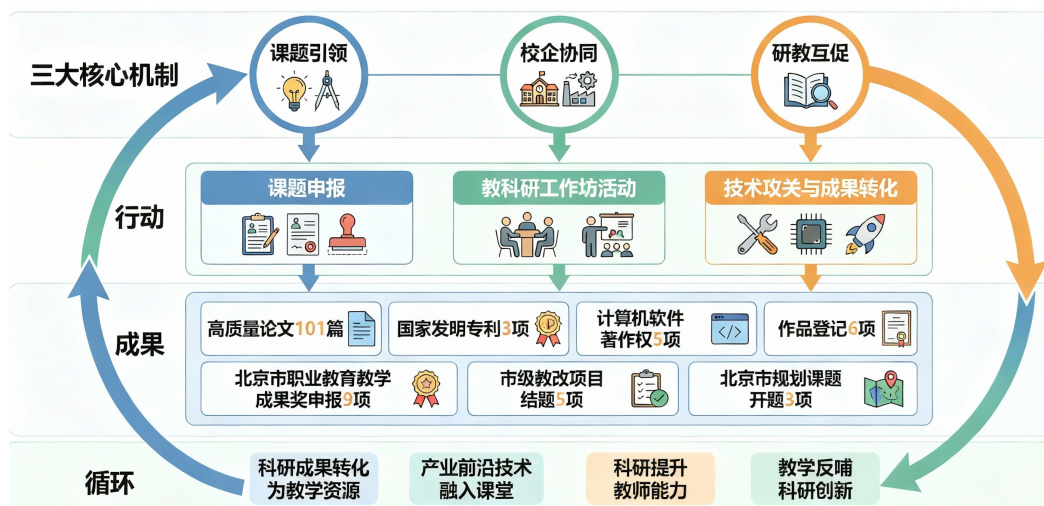 三大核心机制
课题引领
校企协同
研教互促
行动
课题申报
教科研工作坊活动
技术攻关与成果转化
成果
高质量论文101篇
国家发明专利3项
计算机软件
著作权5项
</>
作品登记6项
北京市职业教育教学
成果奖申报9项
市级教改项目
结题5项
北京市规划课题
开题3项
循环
科研成果转化
为教学资源
产业前沿技术
融入课堂
科研提升
教师能力
教学反哺
科研创新